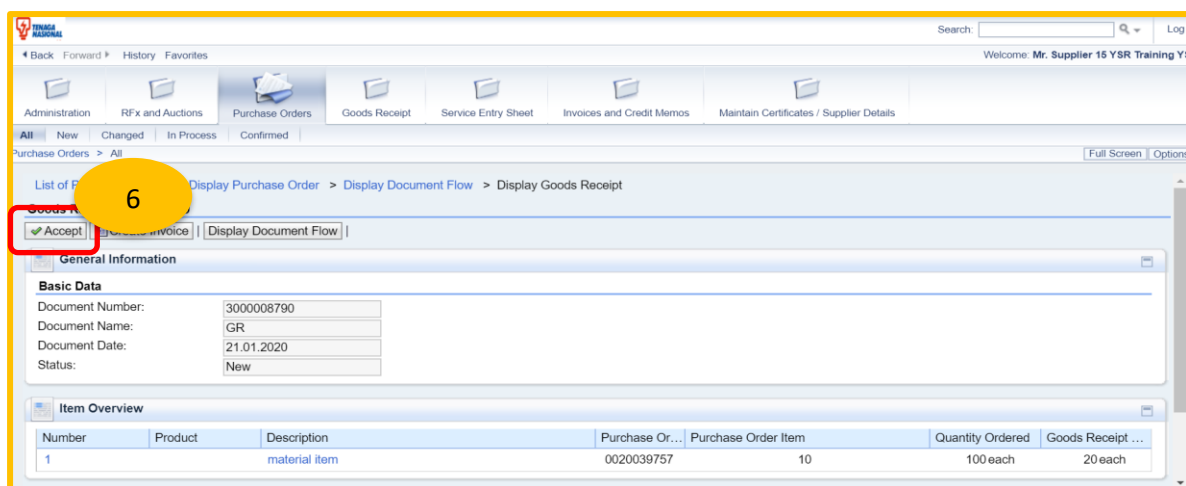 TENAGA
NASIONAL
Search:
Log
Back Forward History Favorites
Welcome: Mr. Supplier 15 YSR Training
Administration RFx and Auctions Purchase Orders Goods Receipt Service Entry Sheet Invoices and Credit Memos Maintain Certificates / Supplier Details
All New Changed In Process Confirmed
Purchase Orders > All
Full Screen Options
List of Display Purchase Order > Display Document Flow > Display Goods Receipt
6
Accept Invoice | Display Document Flow |
General Information
Basic Data
Document Number: 3000008790
Document Name: GR
Document Date: 21.01.2020
Status: New
Item Overview
Number Product Description Purchase Or... Purchase Order Item Quantity Ordered Goods Receipt ...
1 material item 0020039757 10 100 each 20 each